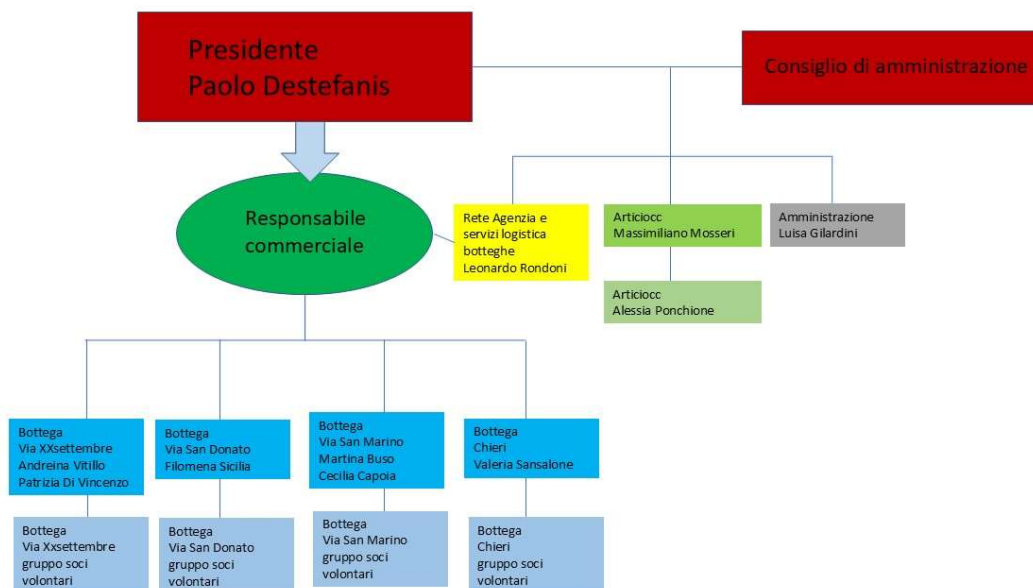 Presidente
Paolo Destefanis
Consiglio di amministrazione
Responsabile
commerciale
Rete Agenzia e
servizi logistica
botteghe
Leonardo Rondoni
Articiocc
Massimiliano Mosseri
Amministrazione
Luisa Gilardini
Articiocc
Alessia Ponchione
Bottega
Via XXsettembre
Andreina Vitillo
Patrizia Di Vincenzo
Bottega
Via San Donato
Filomena Sicilia
Bottega
Via San Marino
Martina Buso
Cecilia Capoia
Bottega
Chieri
Valeria Sansalone
Bottega
Via Xxsettembre
gruppo soci
volontari
Bottega
Via San Donato
gruppo soci
volontari
Bottega
Via San Marino
gruppo soci
volontari
Bottega
Chieri
gruppo soci
volontari